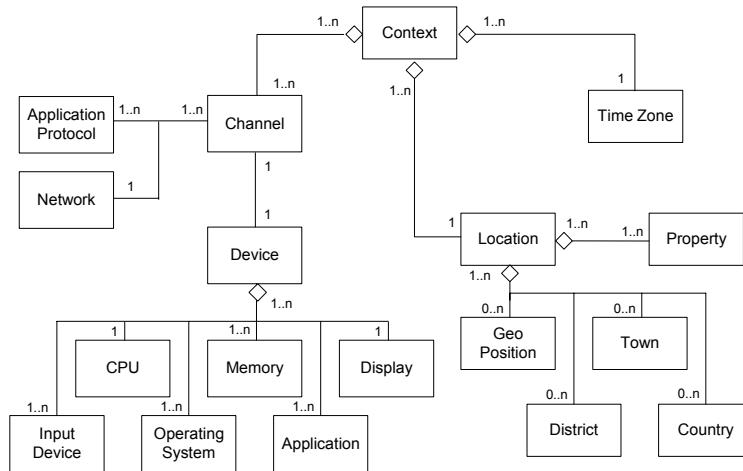 1..n
Context
1..n
1..n
1..n
1
Application
Protocol
1..n
1..n
Channel
Time Zone
1
Network
1
1
1
Device
1..n
1
Location
1..n
1..n
Property
1..n
1
1..n
1
CPU
Memory
Display
0..n
Geo
Position
0..n
Town
1..n
Input
Device
1..n
Operating
System
1..n
Application
0..n
District
0..n
Country